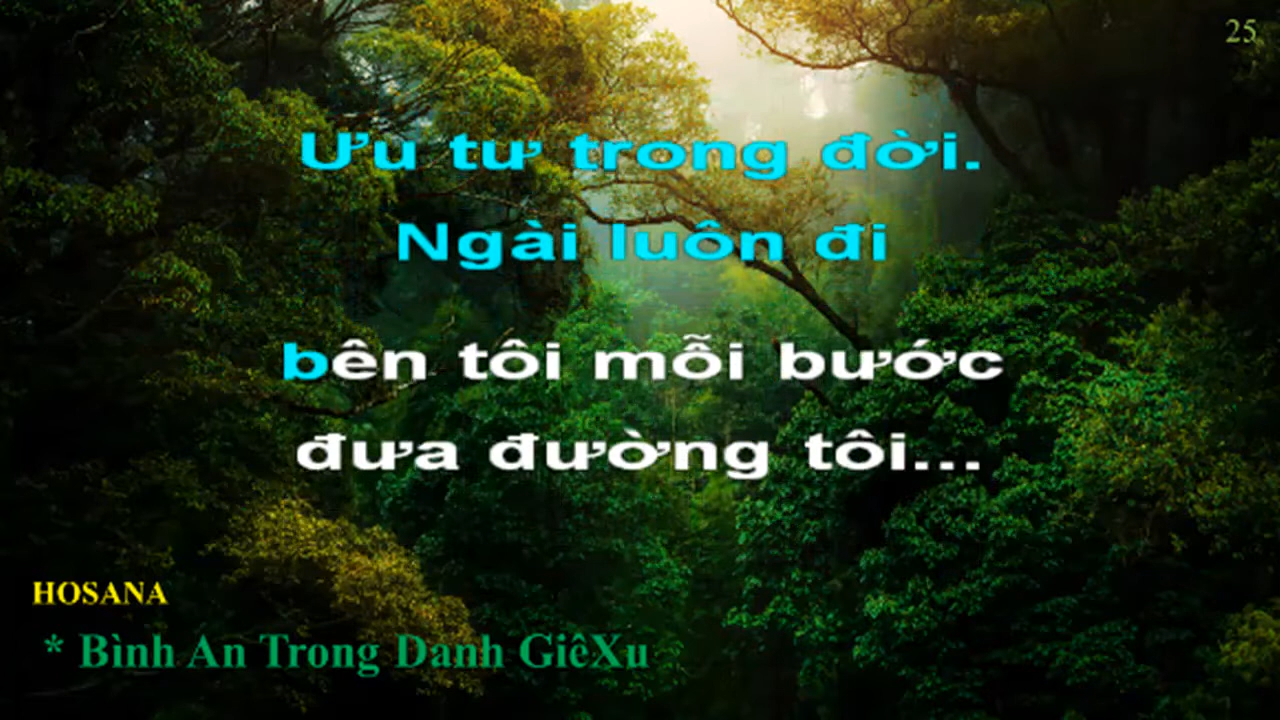 25
Ưu tư trong đời.
Ngài luôn đi
bên tôi mỗi bước
đưa đường tôi...
HOSANA
* Bình An Trong Danh GiêXu